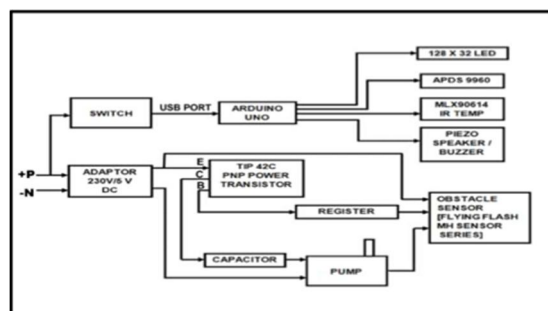 128 X 32 LED
APDS 9960
SWITCH
USB PORT
ARDUINO
UNO
MLX90614
IR TEMP
PIEZO
SPEAKER /
BUZZER
+P
-N
ADAPTOR
230V/5 V
DC
E
C
B
TIP 42C
PNP POWER
TRANSISTOR
REGISTER
OBSTACLE
SENSOR
[FLYING FLASH
MH SENSOR
SERIES]
CAPACITOR
PUMP